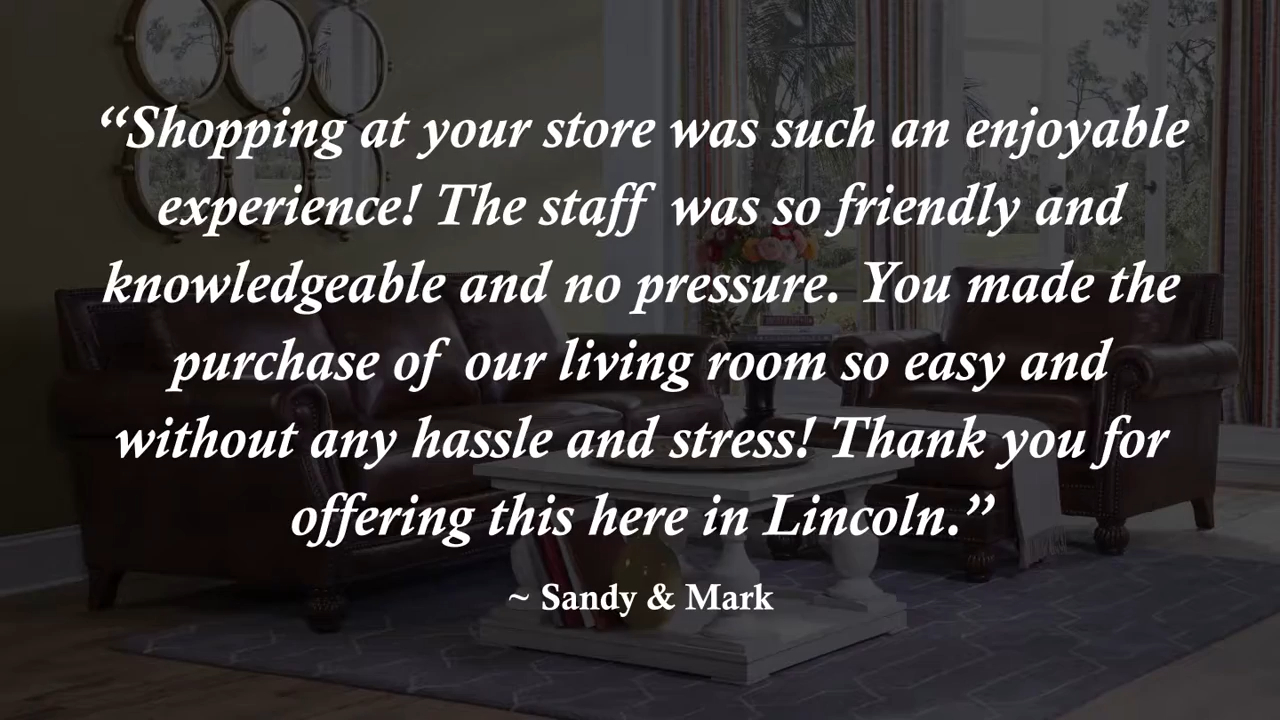 “Shopping at your store was such an enjoyable
experience! The staff was so friendly and
knowledgeable and no pressure. You made the
purchase of our living room so easy and
without any hassle and stress! Thank you for
offering this here in Lincoln.”
~ Sandy & Mark